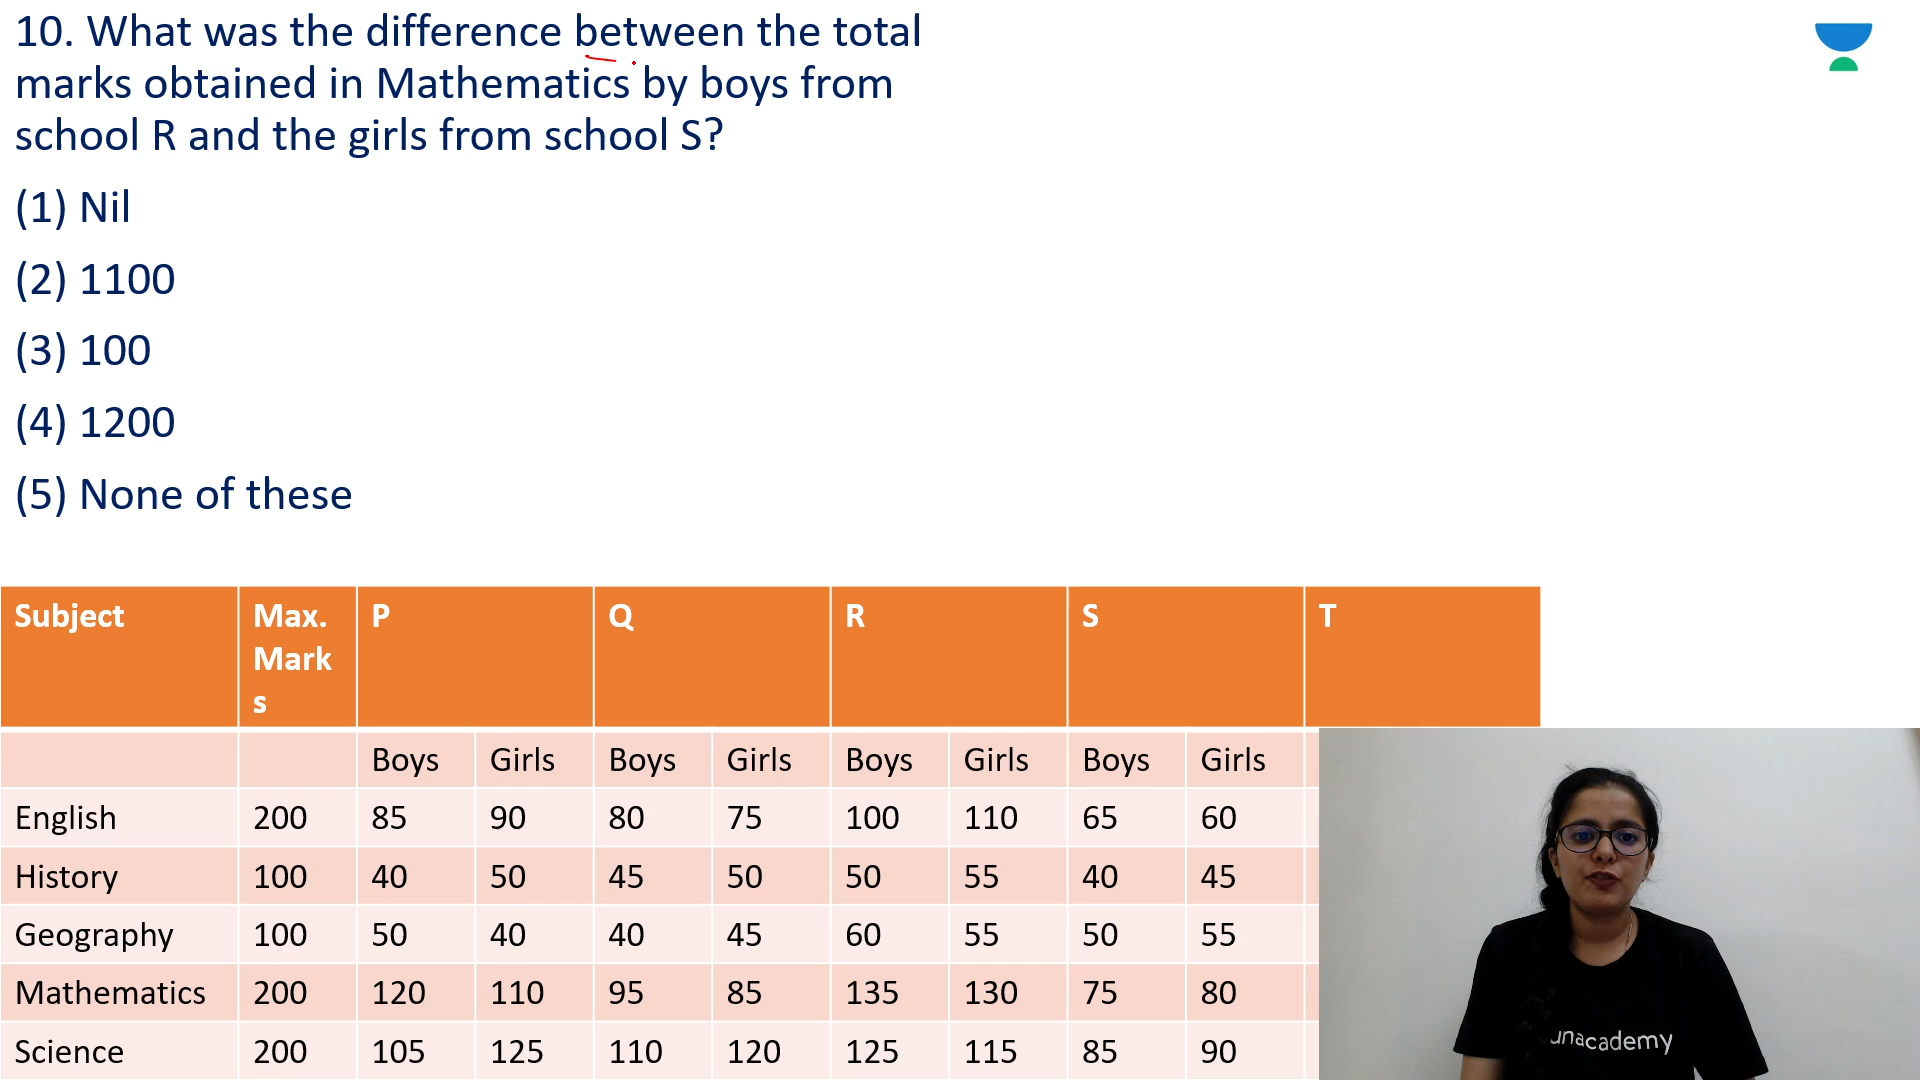 10. What was the difference between the total
marks obtained in Mathematics by boys from
school R and the girls from school S?
(1) Nil
(2) 1100
(3) 100
(4) 1200
(5) None of these
Subject Max. Mark s P Q R S T
Boys Girls Boys Girls Boys Girls Boys Girls
English 200 85 90 80 75 100 110 65 60
History 100 40 50 45 50 50 55 40 45
Geography 100 50 40 40 45 60 55 50 55
Mathematics 200 120 110 95 85 135 130 75 80
Science 200 105 125 110 120 125 115 85 90
unacademy